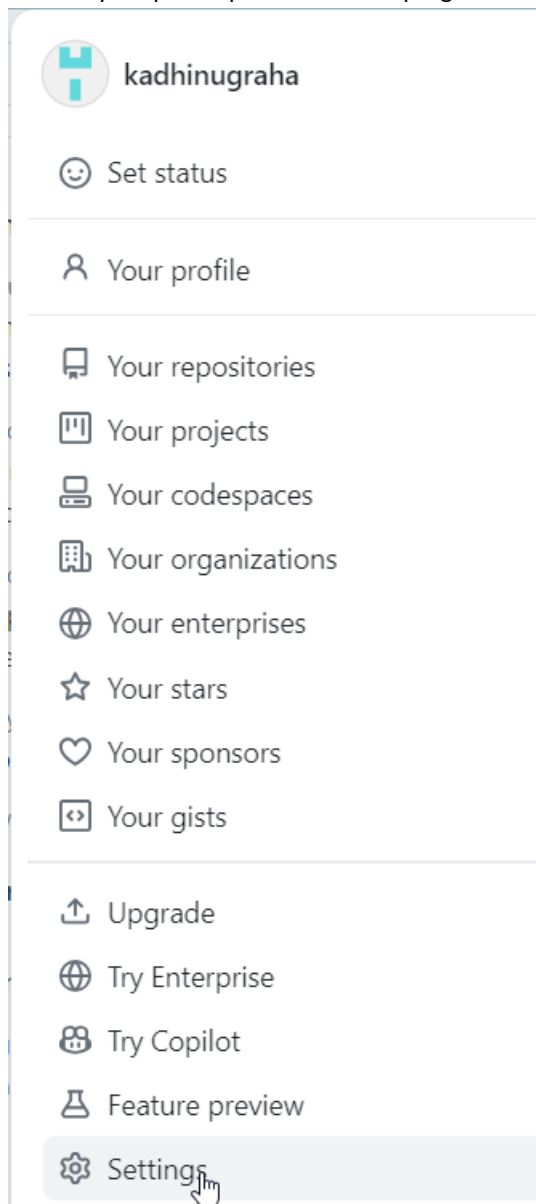 kadhinugraha
Set status
Your profile
Your repositories
Your projects
Your codespaces
Your organizations
Your enterprises
Your stars
Your sponsors
Your gists
Upgrade
Try Enterprise
Try Copilot
Feature preview
Settings